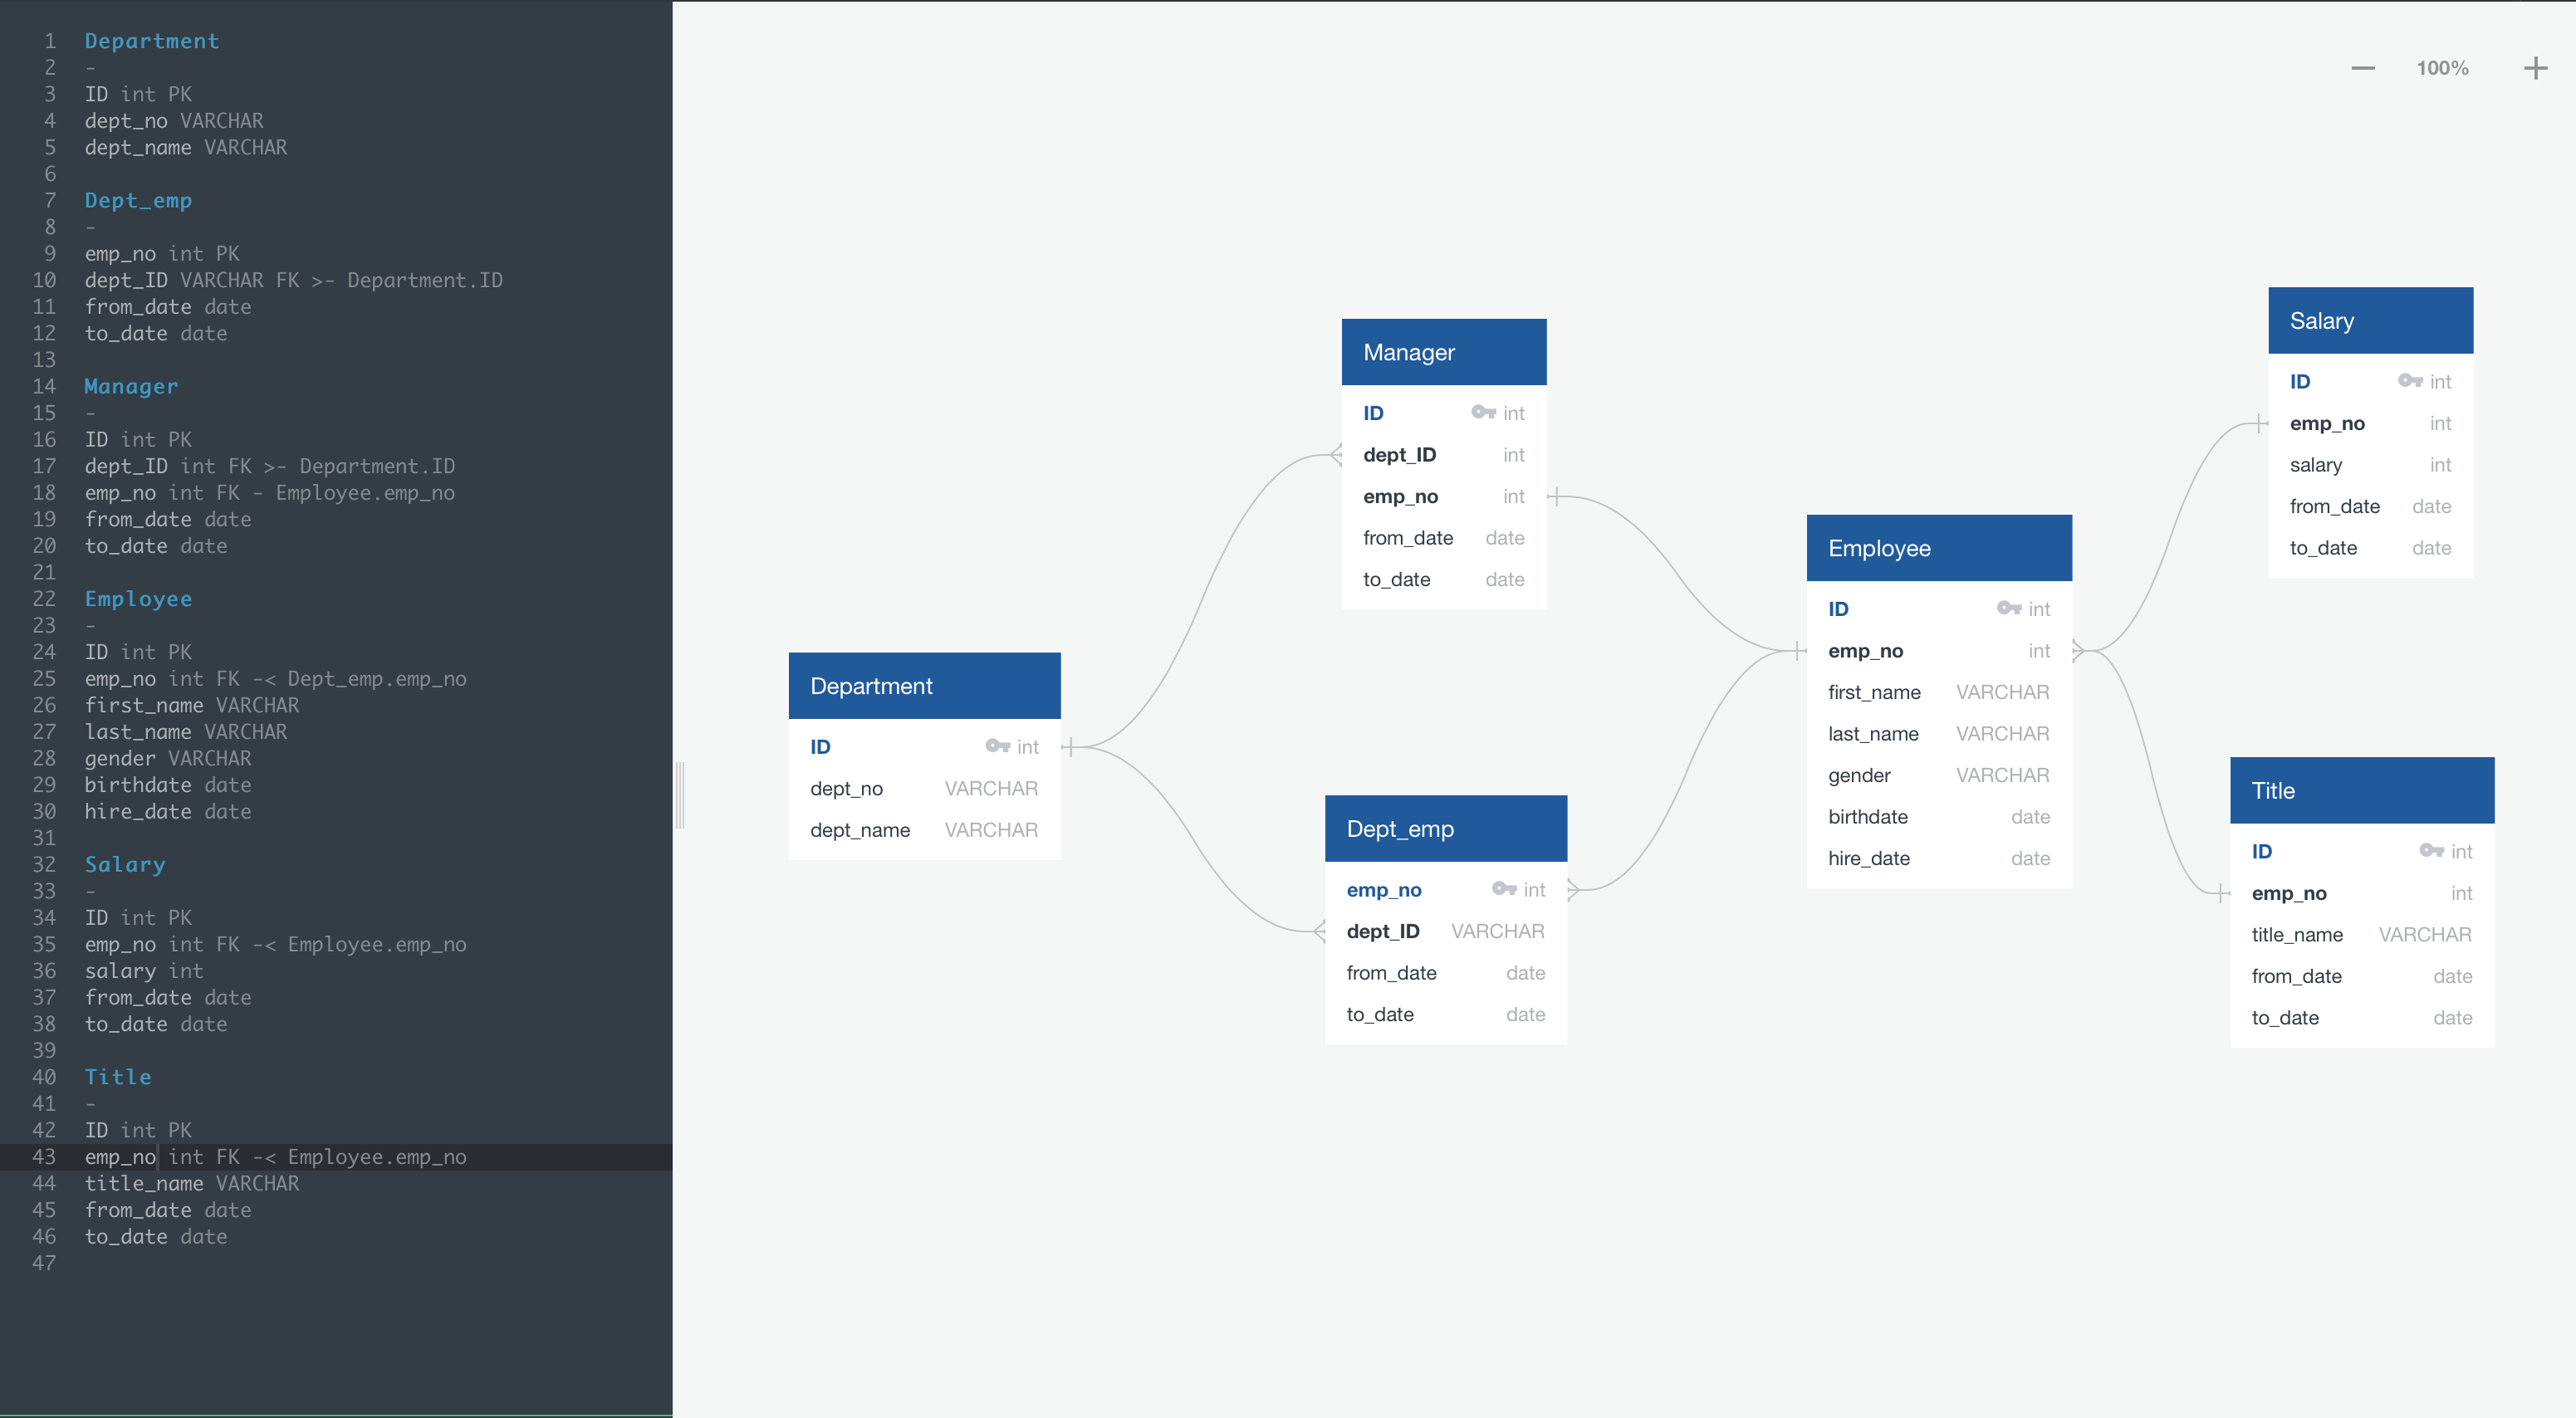 1 Department
2 -
3 ID int PK
4 dept_no VARCHAR
5 dept_name VARCHAR
6
7 Dept_emp
8 -
9 emp_no int PK
10 dept_ID VARCHAR FK >- Department.ID
11 from_date date
12 to_date date
13
14 Manager
15 -
16 ID int PK
17 dept_ID int FK >- Department.ID
18 emp_no int FK - Employee.emp_no
19 from_date date
20 to_date date
21
22 Employee
23 -
24 ID int PK
25 emp_no int FK -< Dept_emp.emp_no
26 first_name VARCHAR
27 last_name VARCHAR
28 gender VARCHAR
29 birthdate date
30 hire_date date
31
32 Salary
33 -
34 ID int PK
35 emp_no int FK -< Employee.emp_no
36 salary int
37 from_date date
38 to_date date
39
40 Title
41 -
42 ID int PK
43 emp_no int FK -< Employee.emp_no
44 title_name VARCHAR
45 from_date date
46 to_date date
47
100%
Department
ID int
dept_no VARCHAR
dept_name VARCHAR
Manager
ID int
dept_ID int
emp_no int
from_date date
to_date date
Dept_emp
emp_no int
dept_ID VARCHAR
from_date date
to_date date
Employee
ID int
emp_no int
first_name VARCHAR
last_name VARCHAR
gender VARCHAR
birthdate date
hire_date date
Salary
ID int
emp_no int
salary int
from_date date
to_date date
Title
ID int
emp_no int
title_name VARCHAR
from_date date
to_date date